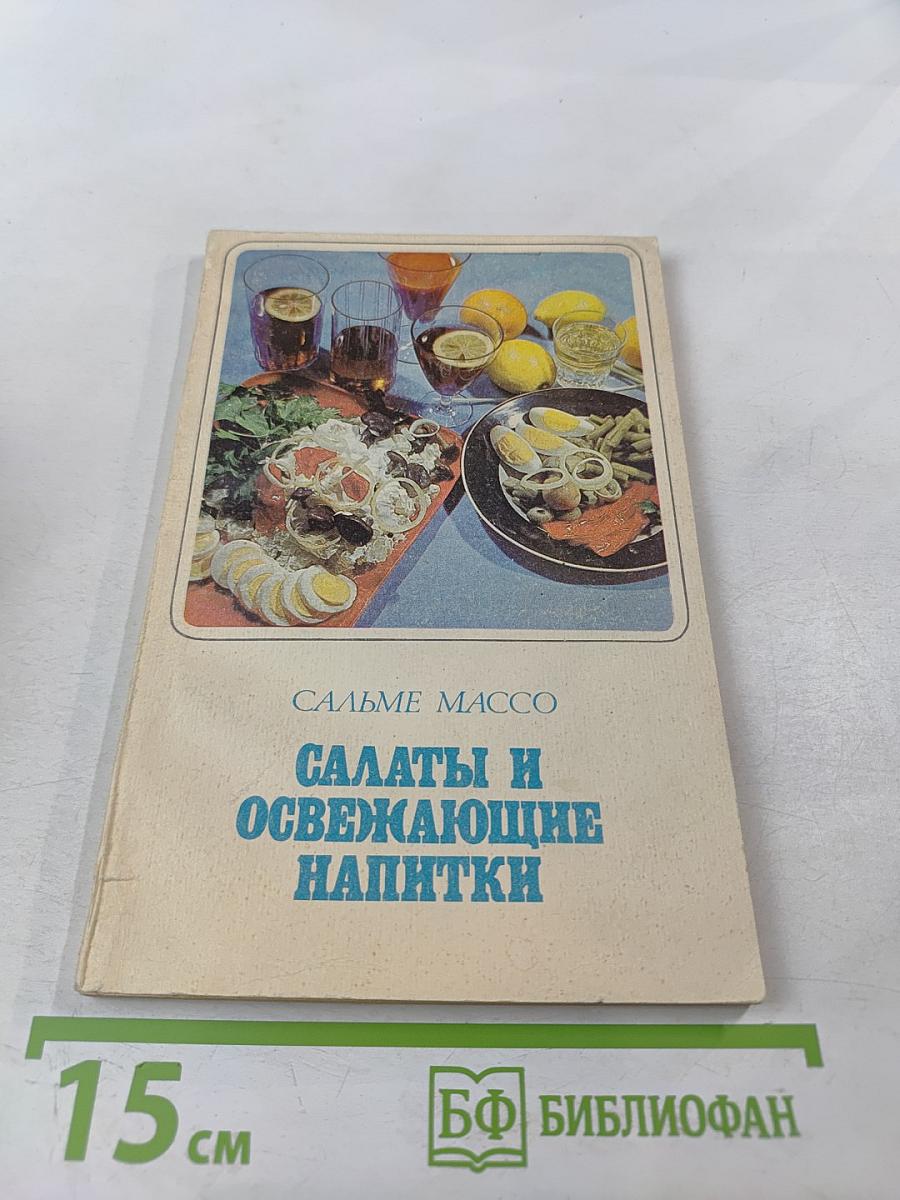 САЛЬМЕ МАССО
САЛАТЫ И
ОСВЕЖАЮЩИЕ
НАПИТКИ
15 см
БФ БИБЛИОФАН